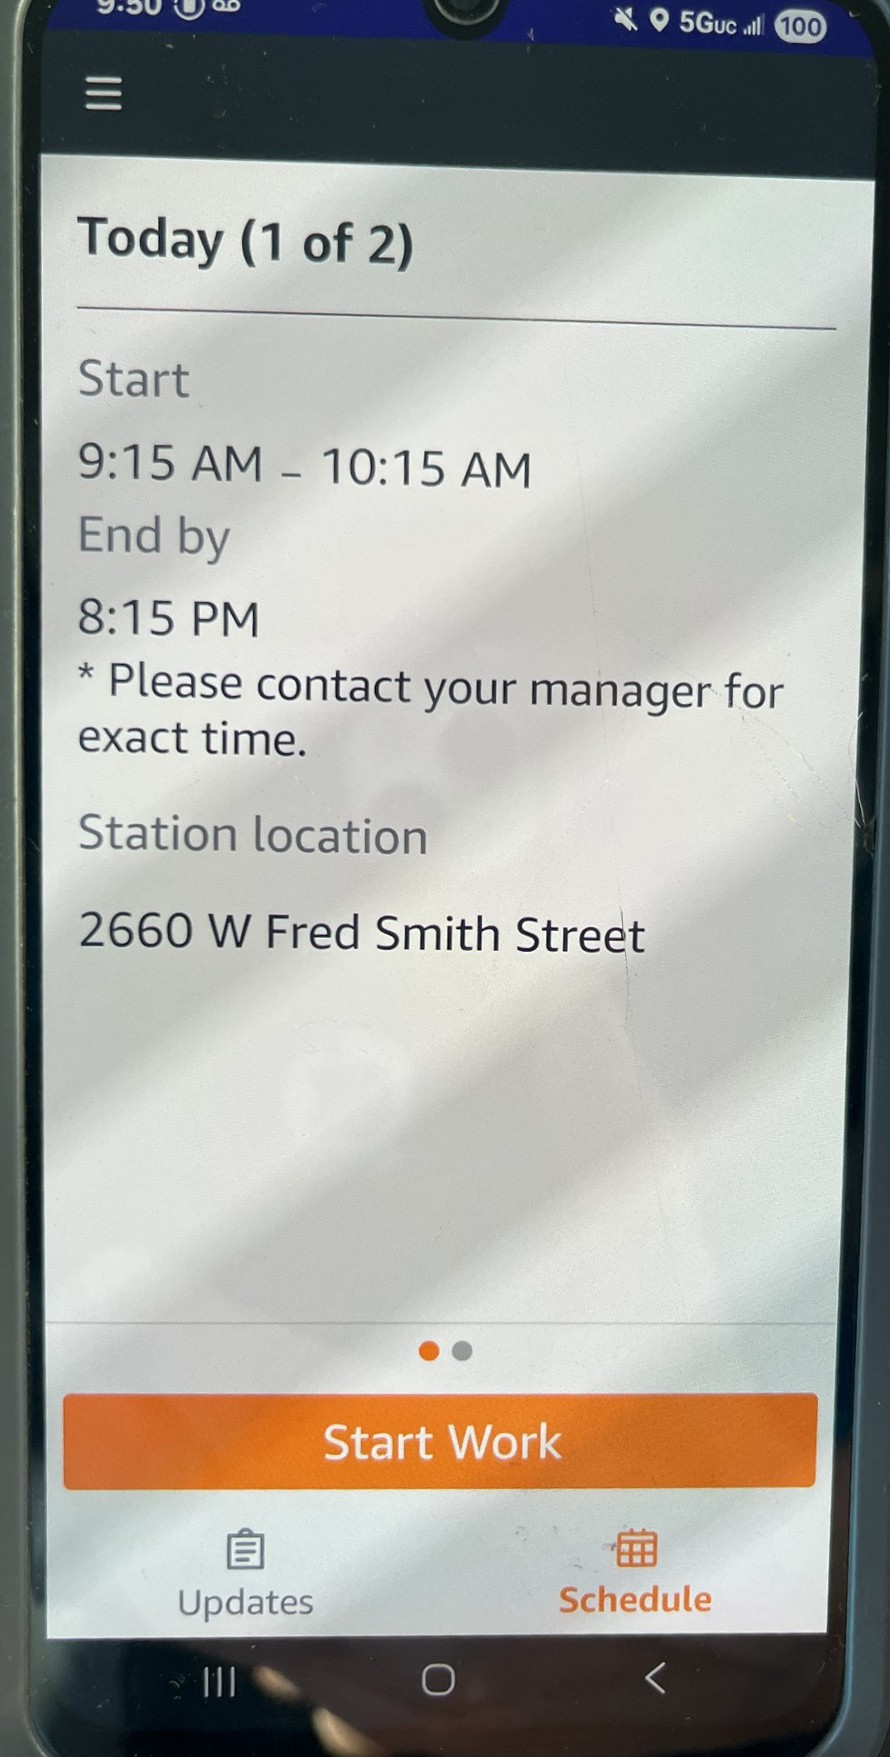 9:50
5GUC 100
Today (1 of 2)
Start
9:15 AM – 10:15 AM
End by
8:15 PM
* Please contact your manager for
exact time.
Station location
2660 W Fred Smith Street
Start Work
Updates Schedule